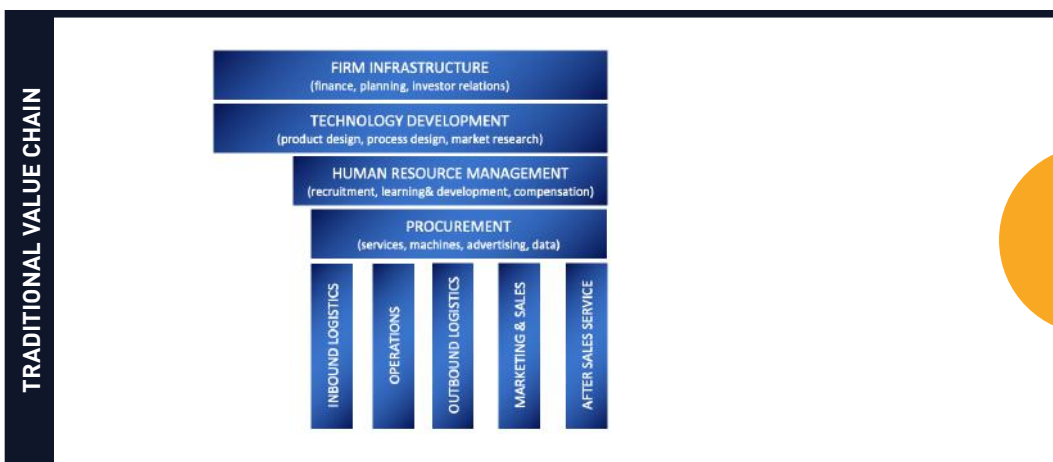 TRADITIONAL VALUE CHAIN
FIRM INFRASTRUCTURE
(finance, planning, investor relations)
TECHNOLOGY DEVELOPMENT
(product design, process design, market research)
HUMAN RESOURCE MANAGEMENT
(recruitment, learning& development, compensation)
PROCUREMENT
(services, machines, advertising, data)
INBOUND LOGISTICS
OPERATIONS
OUTBOUND LOGISTICS
MARKETING & SALES
AFTER SALES SERVICE